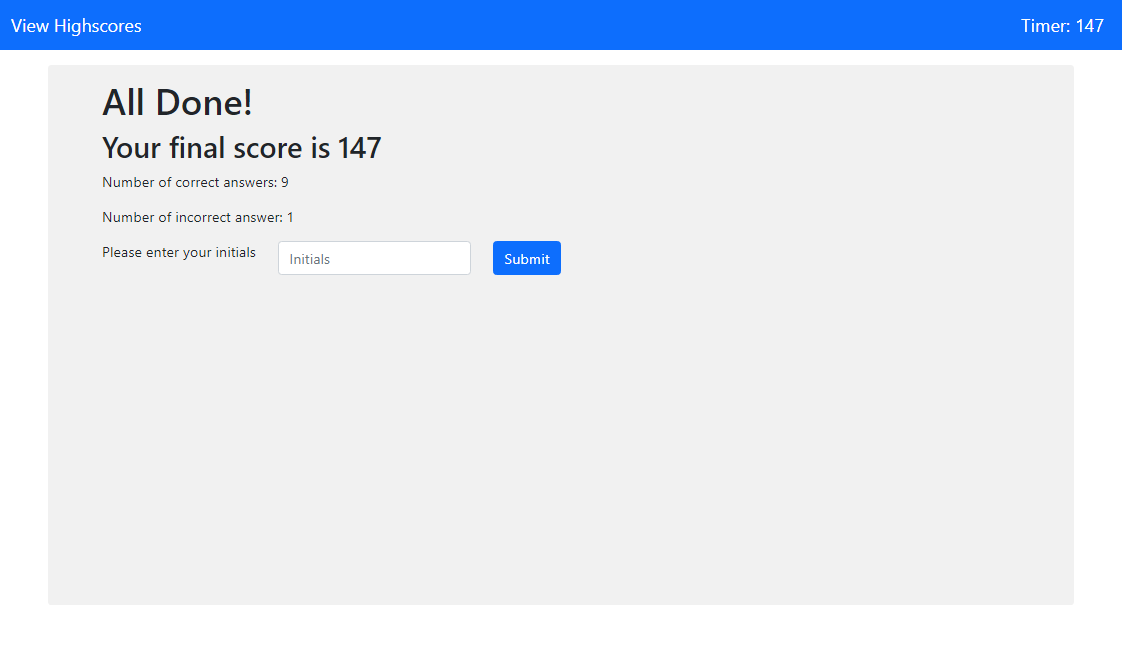 View Highscores
Timer: 147
All Done!
Your final score is 147
Number of correct answers: 9
Number of incorrect answer: 1
Please enter your initials
Initials
Submit